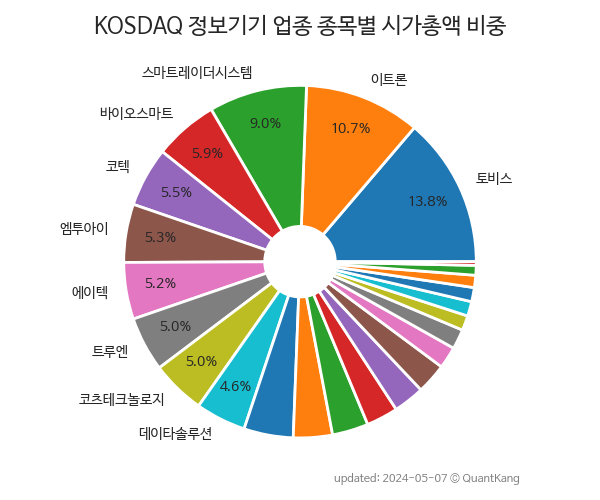 KOSDAQ 정보기기 업종 종목별 시가총액 비중
스마트레이더시스템
이트론
바이오스마트
9.0%
10.7%
코텍
5.9%
토비스
5.5%
13.8%
엠투아이
5.3%
에이텍
5.2%
트루엔
5.0%
5.0%
코츠테크놀로지
4.6%
데이타솔루션
updated: 2024-05-07 © QuantKang